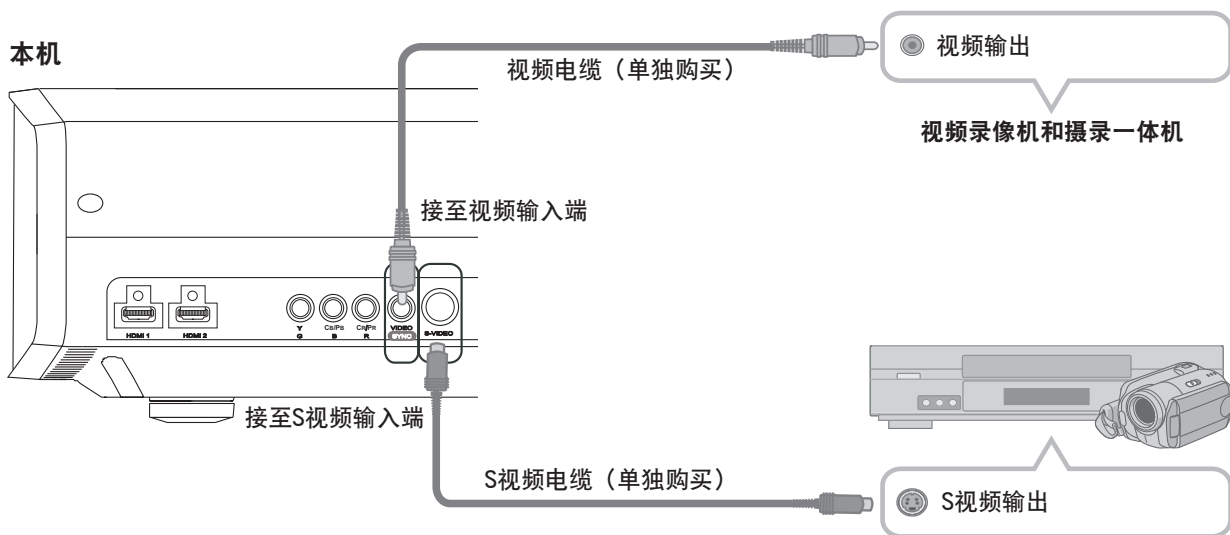 本机
视频电缆（单独购买）
视频输出
视频录像机和摄录一体机
接至视频输入端
HDMI 1
HDMI 2
Y
CB/PB
CR/PR
VIDEO
S-VIDEO
G
B
R
SYNC
接至S视频输入端
S视频电缆（单独购买）
S视频输出